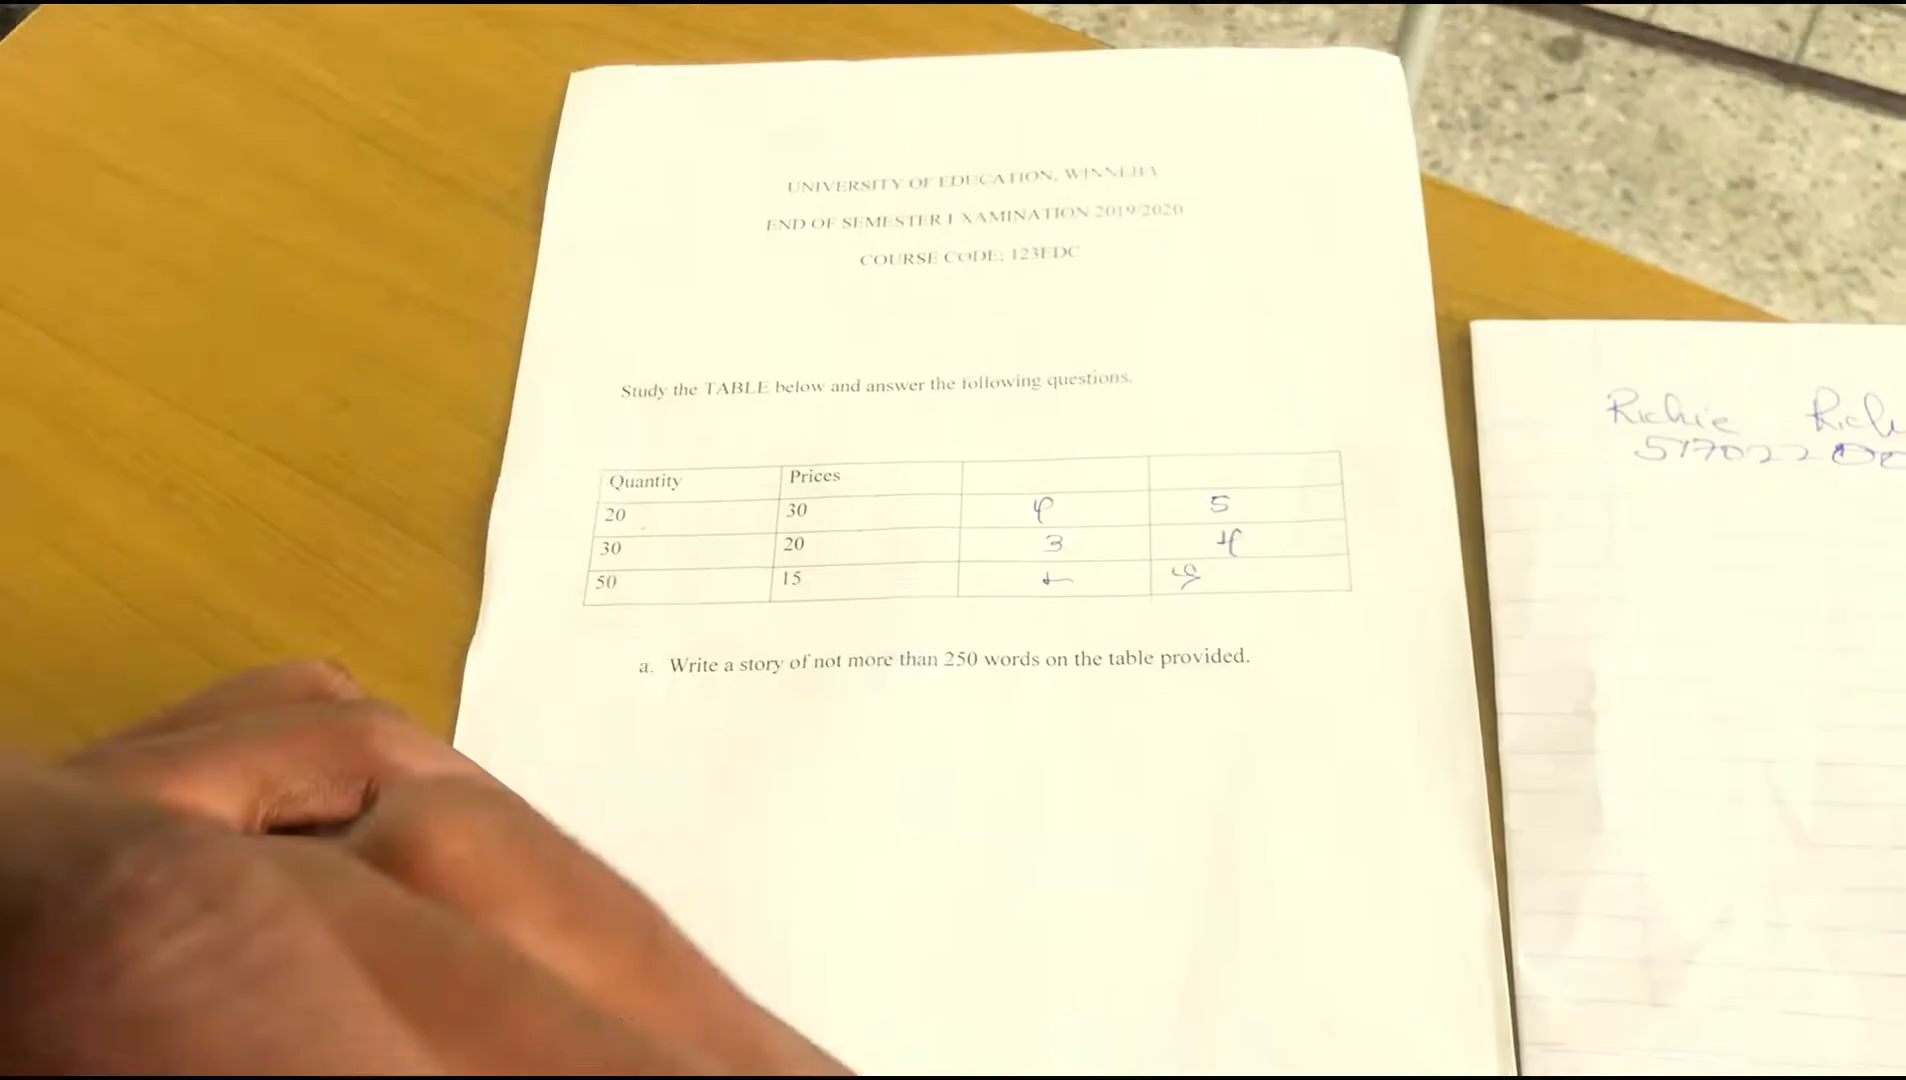 UNIVERSITY OF EDUCATION, WINNEBA
END OF SEMESTER EXAMINATION 2019/2020
COURSE CODE: 123EDC
Study the TABLE below and answer the following questions.
Quantity Prices
20 30 4 5
30 20 3 4
50 15
a. Write a story of not more than 250 words on the table provided.
Richie